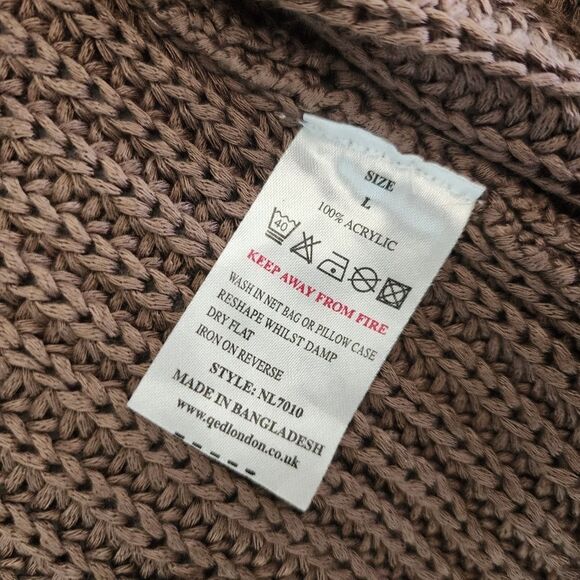 SIZE
L
100% ACRYLIC
40
KEEP AWAY FROM FIRE
WASH IN NET BAG OR PILLOW CASE
RESHAPE WHILST DAMP
DRY FLAT
IRON ON REVERSE
STYLE: NL7010
MADE IN BANGLADESH
www.qedlondon.co.uk